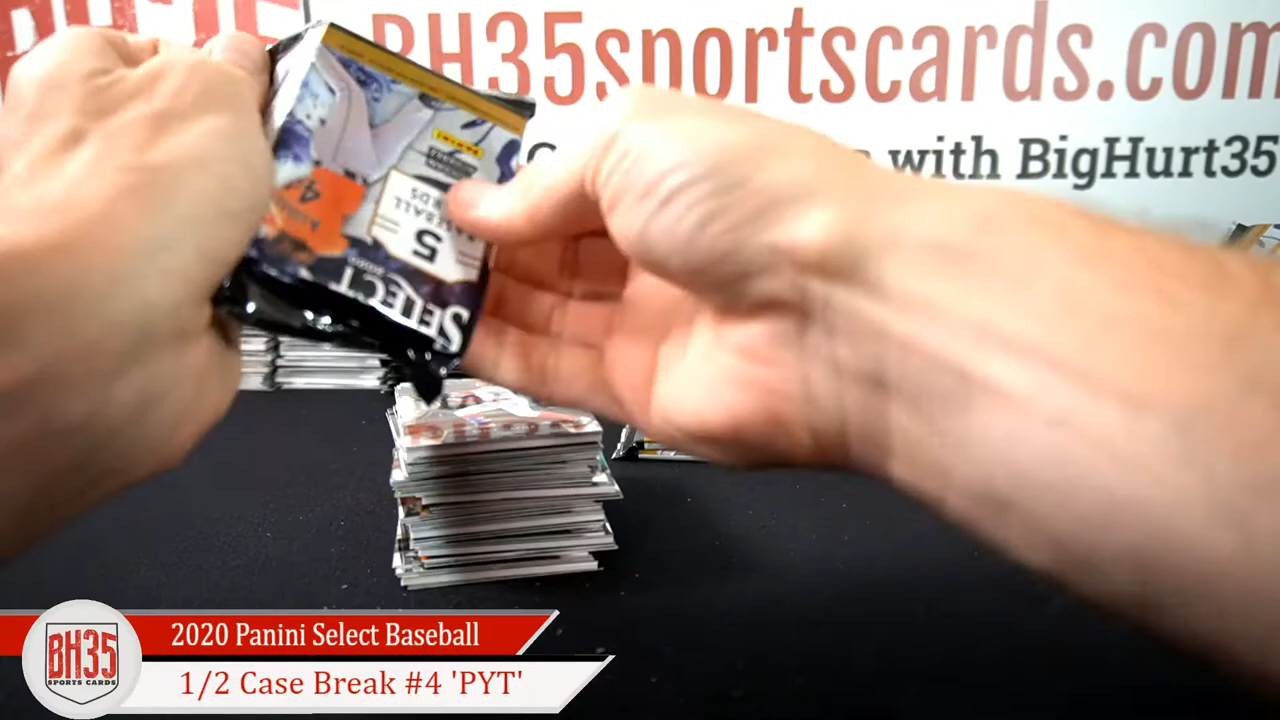 BH35sportscards.com
with BigHurt35
5
SELECT
2020 Panini Select Baseball
1/2 Case Break #4 'PYT'
BH35
SPORTS CARDS